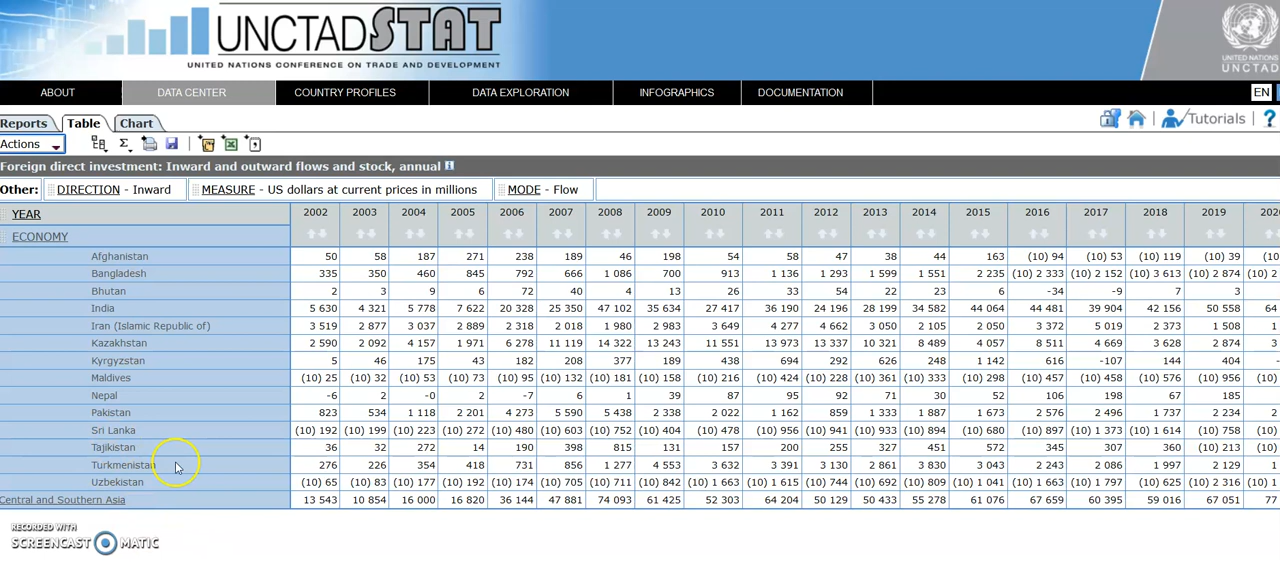 UNCTADSTAT
UNITED NATIONS CONFERENCE ON TRADE AND DEVELOPMENT
UNITED NATIONS
UNCTAD
ABOUT DATA CENTER COUNTRY PROFILES DATA EXPLORATION INFOGRAPHICS DOCUMENTATION EN
Reports Table Chart Tutorials ?
Actions
Foreign direct investment: Inward and outward flows and stock, annual
Other: DIRECTION - Inward MEASURE - US dollars at current prices in millions MODE - Flow
YEAR 2002 2003 2004 2005 2006 2007 2008 2009 2010 2011 2012 2013 2014 2015 2016 2017 2018 2019 202
ECONOMY
Afghanistan 50 58 187 271 238 189 46 198 54 58 47 38 44 163 (10) 94 (10) 53 (10) 119 (10) 39
Bangladesh 335 350 460 845 792 666 1 086 700 913 1 136 1 293 1 599 1 551 2 235 (10) 2 333 (10) 2 152 (10) 3 613 (10) 2 874 (10)
Bhutan 2 3 9 6 72 40 4 13 26 33 54 22 23 6 -34 -9 7 3
India 5 630 4 321 5 778 7 622 20 328 25 350 47 102 35 634 27 417 36 190 24 196 28 199 34 582 44 064 44 481 39 904 42 156 50 558 64
Iran (Islamic Republic of) 3 519 2 877 3 037 2 889 2 318 2 018 1 980 2 983 3 649 4 277 4 662 3 050 2 105 2 050 3 372 5 019 2 373 1 508 1
Kazakhstan 2 590 2 092 4 157 1 971 6 278 11 119 14 322 13 243 11 551 13 973 13 337 10 321 8 489 4 057 8 511 4 669 3 628 2 874 3
Kyrgyzstan 5 46 175 43 182 208 377 189 438 694 292 626 248 1 142 616 -107 144 404 -
Maldives (10) 25 (10) 32 (10) 53 (10) 73 (10) 95 (10) 132 (10) 181 (10) 158 (10) 216 (10) 424 (10) 228 (10) 361 (10) 333 (10) 298 (10) 457 (10) 458 (10) 576 (10) 956 (10)
Nepal -6 2 -0 2 -7 6 1 39 87 95 92 71 30 52 106 198 67 185
Pakistan 823 534 1 118 2 201 4 273 5 590 5 438 2 338 2 022 1 162 859 1 333 1 887 1 673 2 576 2 496 1 737 2 234 2
Sri Lanka (10) 192 (10) 199 (10) 223 (10) 272 (10) 480 (10) 603 (10) 752 (10) 404 (10) 478 (10) 956 (10) 941 (10) 933 (10) 894 (10) 680 (10) 897 (10) 1 373 (10) 1 614 (10) 758 (10)
Tajikistan 36 32 272 14 190 398 815 131 157 200 255 327 451 572 345 307 360 (10) 213 (10)
Turkmenistan 276 226 354 418 731 856 1 277 4 553 3 632 3 391 3 130 2 861 3 830 3 043 2 243 2 086 1 997 2 129 1
Uzbekistan (10) 65 (10) 83 (10) 177 (10) 192 (10) 174 (10) 705 (10) 711 (10) 842 (10) 1 663 (10) 1 615 (10) 744 (10) 692 (10) 809 (10) 1 041 (10) 1 663 (10) 1 797 (10) 625 (10) 2 316 (10) 1
Central and Southern Asia 13 543 10 854 16 000 16 820 36 144 47 881 74 093 61 425 52 303 64 204 50 129 50 433 55 278 61 076 67 659 60 395 59 016 67 051 77
RECORDED WITH
SCREENCAST MATIC